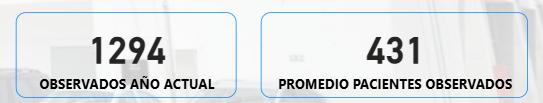 1294
OBSERVADOS AÑO ACTUAL
431
PROMEDIO PACIENTES OBSERVADOS